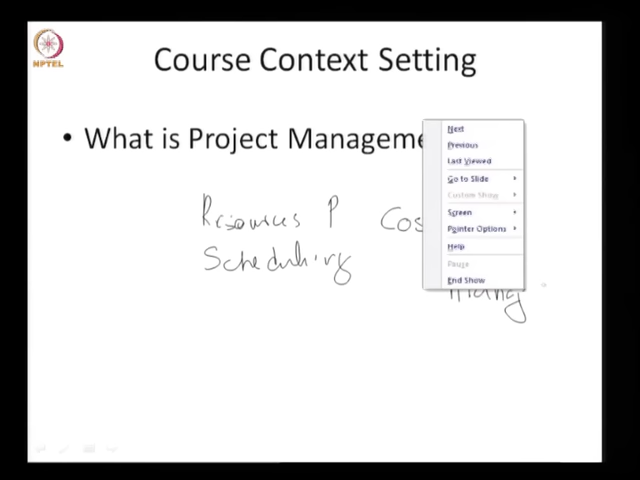 NPTEL
Course Context Setting
• What is Project Manageme
Next
Previous
Last Viewed
Go to Slide
Custom Show
Screen
Pointer Options
Help
Pause
End Show
Resources P Cos
Scheduling